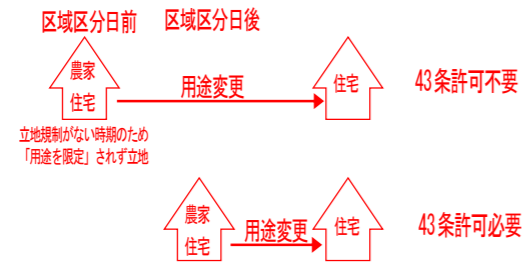 区域区分日前
区域区分日後
農家
住宅
用途変更
住宅
43条許可不要
立地規制がない時期のため
「用途を限定」されず立地
農家
住宅
用途変更
住宅
43条許可必要